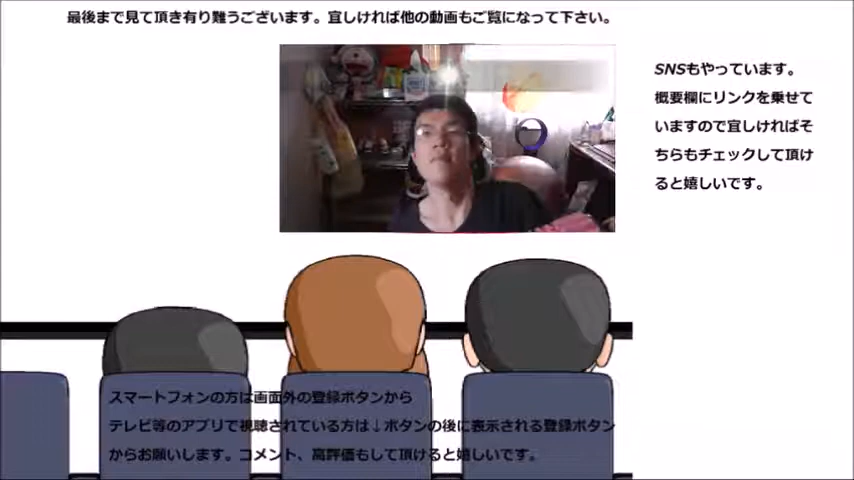 最後まで見て頂き有り難うございます。宜しければ他の動画もご覧になって下さい。
SNSもやっています。
概要欄にリンクを乗せて
いますので宜しければそ
ちらもチェックして頂け
ると嬉しいです。
スマートフォンの方は画面外の登録ボタンから
テレビ等のアプリで視聴されている方は↓ボタンの後に表示される登録ボタン
からお願いします。コメント、高評価もして頂けると嬉しいです。